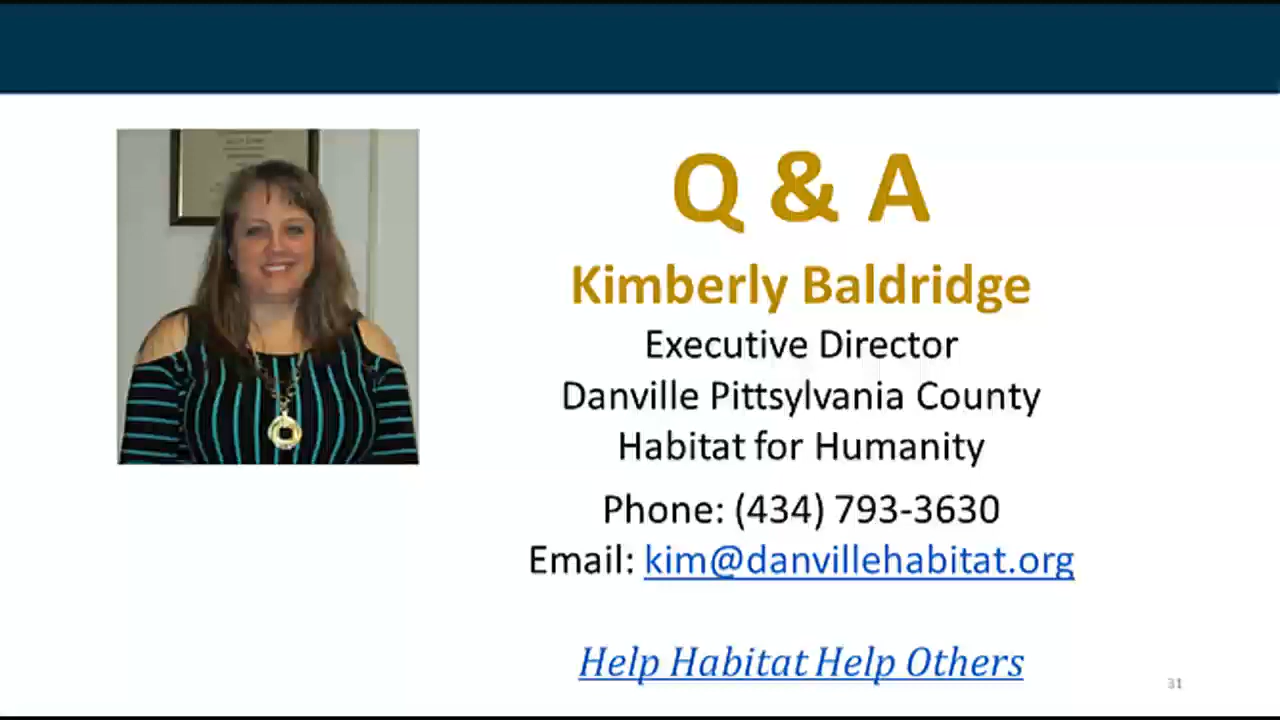 Q & A
Kimberly Baldridge
Executive Director
Danville Pittsylvania County
Habitat for Humanity
Phone: (434) 793-3630
Email: kim@danvillehabitat.org
Help Habitat Help Others
31